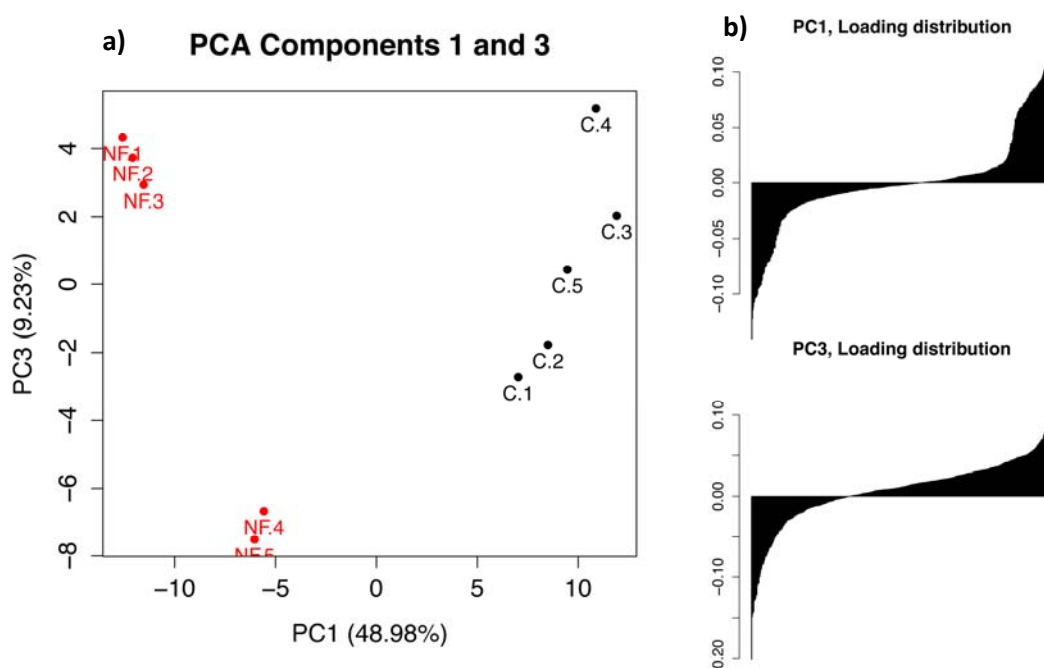 a)
PCA Components 1 and 3
4
2
0
−2
−4
−6
−8
PC3 (9.23%)
NF.1
NF.2
NF.3
C.4
C.3
C.5
C.2
C.1
NF.4
NF.5
−10
−5
0
5
10
PC1 (48.98%)
b)
PC1, Loading distribution
0.10
0.05
0.00
−0.05
−0.10
PC3, Loading distribution
0.10
0.00
−0.10
0.20